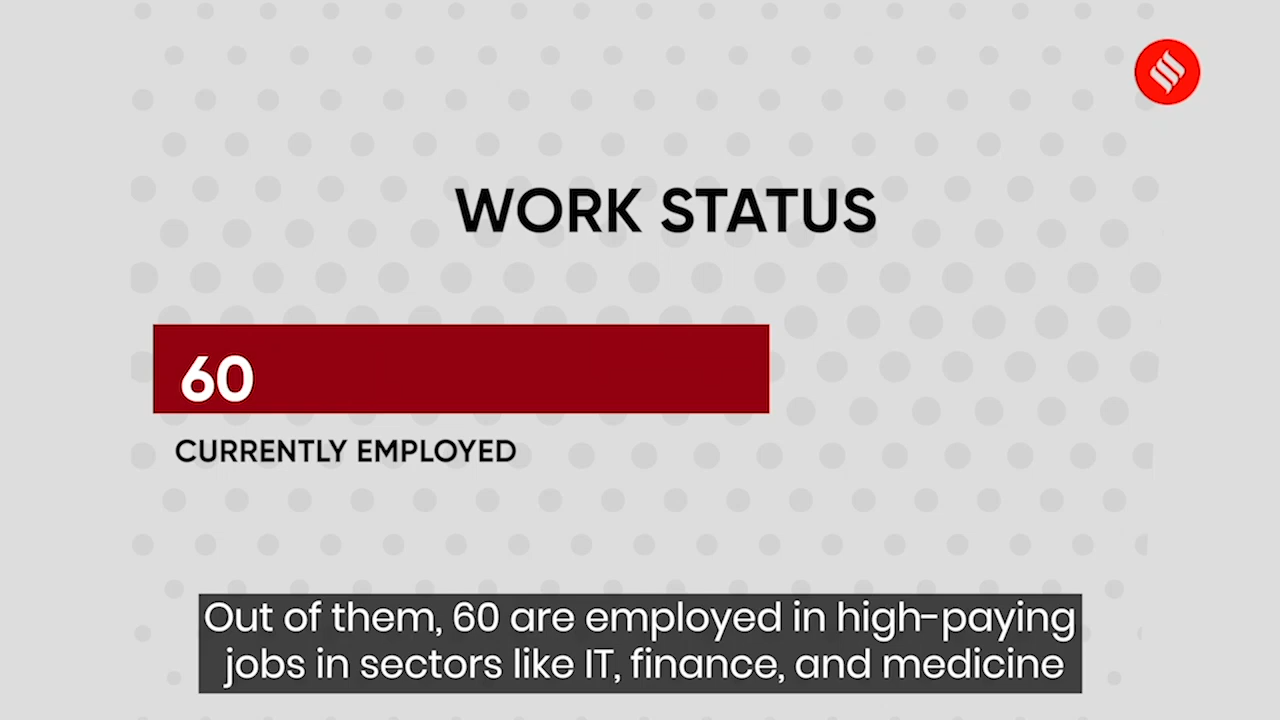 WORK STATUS
60
CURRENTLY EMPLOYED
Out of them, 60 are employed in high-paying
jobs in sectors like IT, finance, and medicine